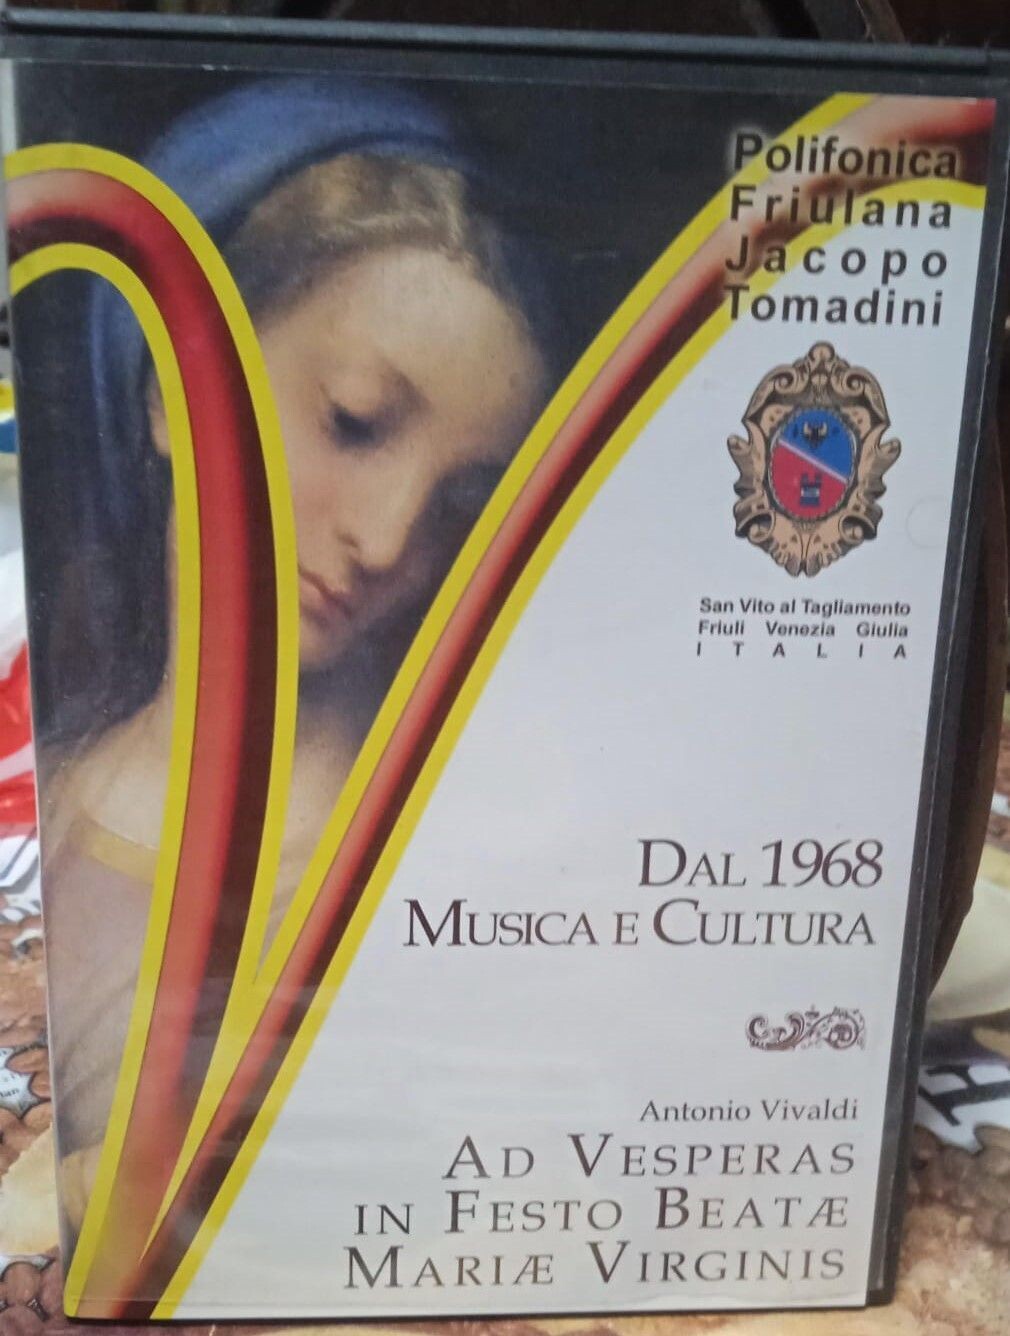 Polifonica
Friulana
Jacopo
Tomadini
San Vito al Tagliamento
Friuli Venezia Giulia
ITALIA
DAL 1968
MUSICA E CULTURA
Antonio Vivaldi
AD VESPERAS
IN FESTO BEATÆ
MARIÆ VIRGINIS